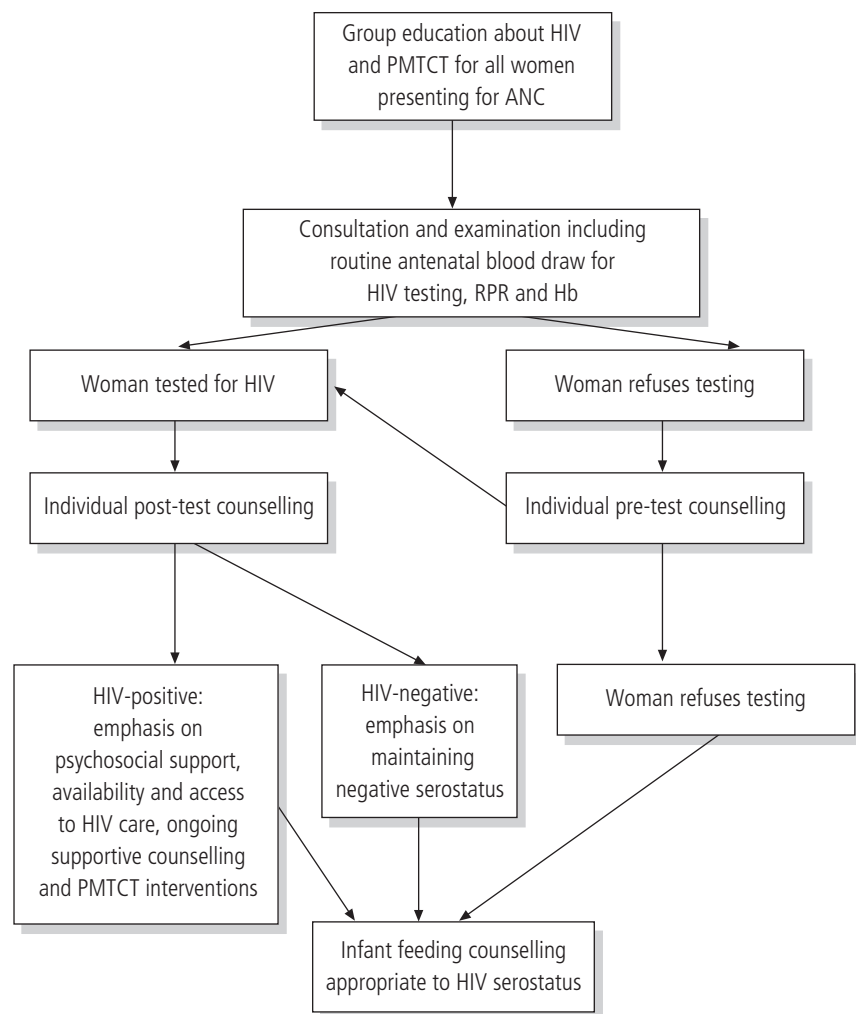 Group education about HIV
and PMTCT for all women
presenting for ANC
Consultation and examination including
routine antenatal blood draw for
HIV testing, RPR and Hb
Woman tested for HIV
Woman refuses testing
Individual post-test counselling
Individual pre-test counselling
HIV-positive:
emphasis on
psychosocial support,
availability and access
to HIV care, ongoing
supportive counselling
and PMTCT interventions
HIV-negative:
emphasis on
maintaining
negative serostatus
Woman refuses testing
Infant feeding counselling
appropriate to HIV serostatus